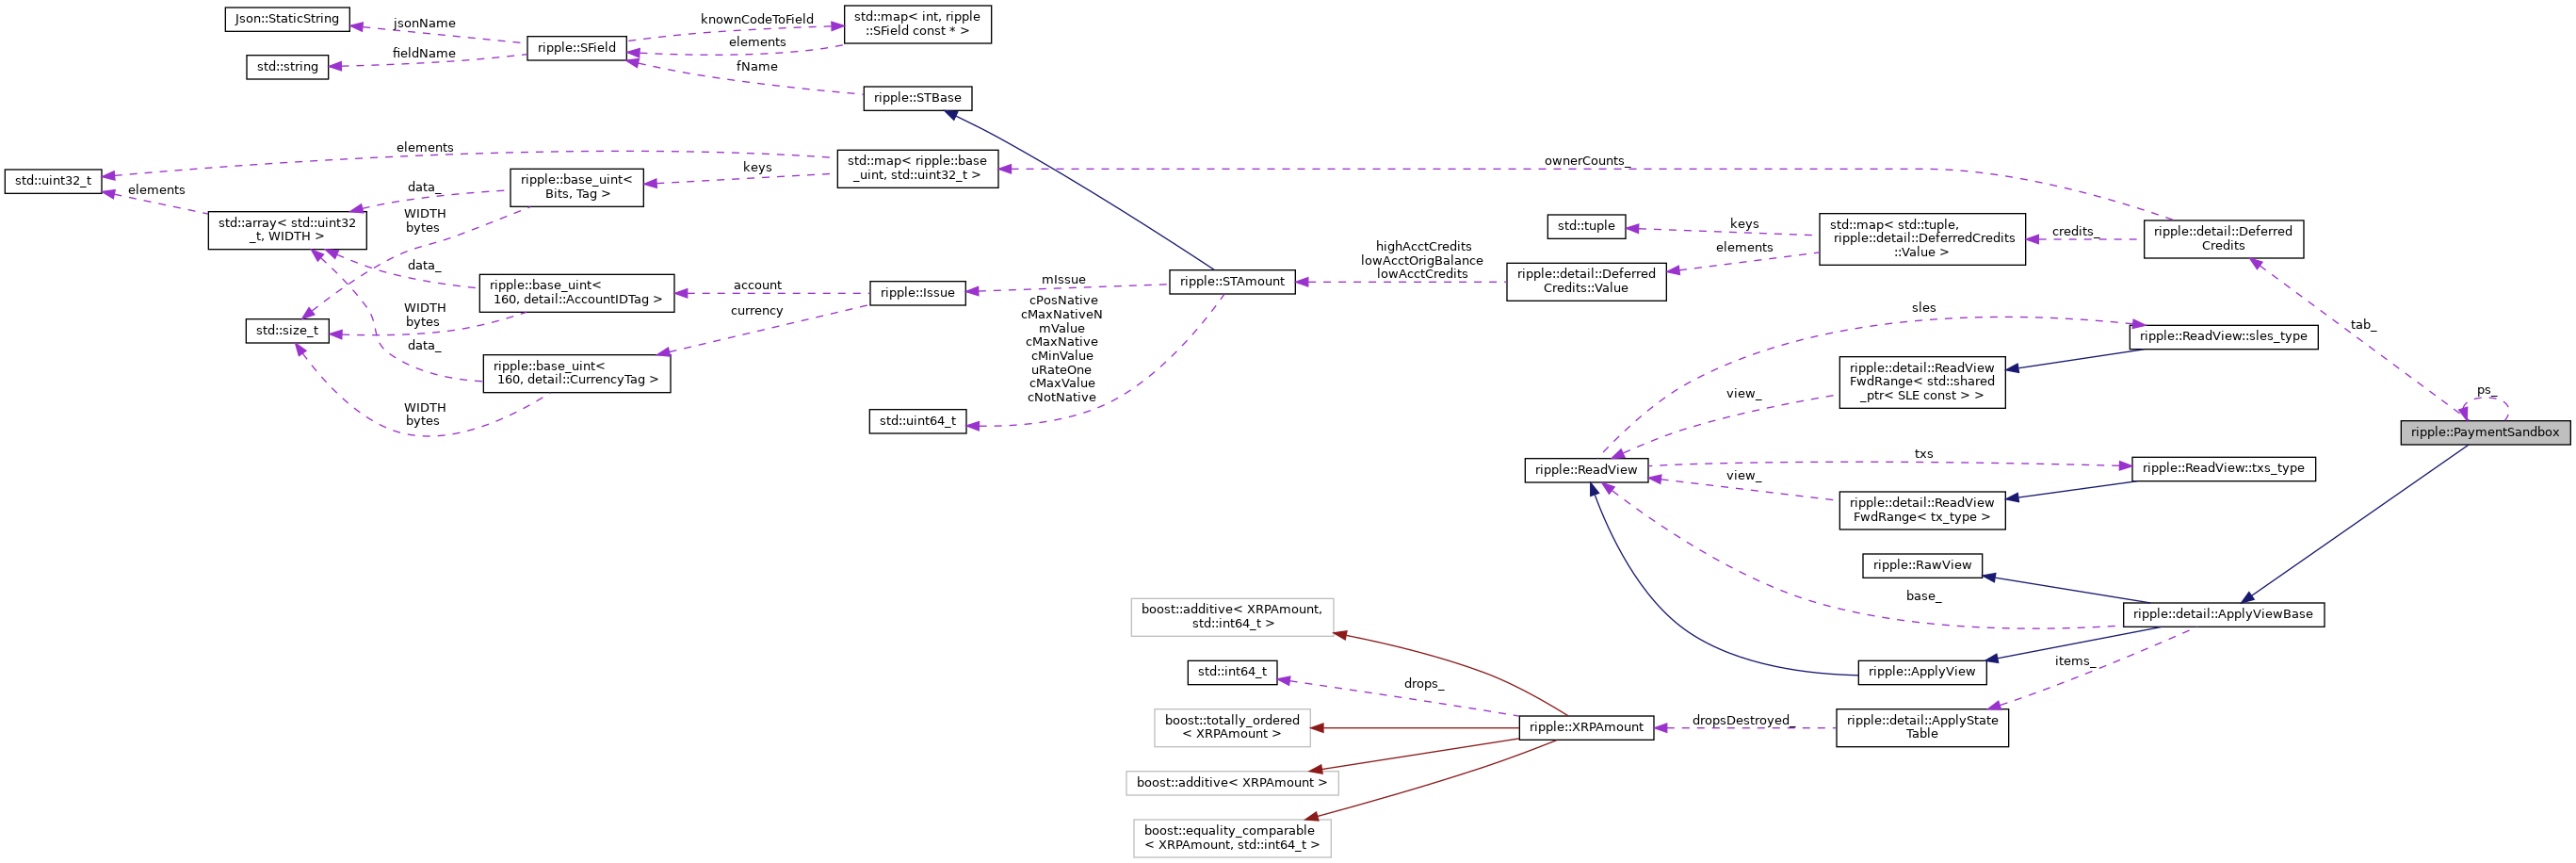 Json::StaticString
jsonName
knownCodeToField
std::map< int, ripple
::SField const * >
ripple::SField
elements
fieldName
std::string
fName
ripple::STBase
elements
std::map< ripple::base
_uint, std::uint32_t >
ownerCounts_
keys
std::uint32_t
elements
ripple::base_uint<
Bits, Tag >
data_
std::array< std::uint32
_t, WIDTH >
WIDTH
bytes
std::tuple
keys
std::map< std::tuple,
ripple::detail::DeferredCredits
::Value >
credits_
ripple::detail::Deferred
Credits
elements
highAcctCredits
lowAcctOrigBalance
lowAcctCredits
ripple::detail::Deferred
Credits::Value
data_
ripple::base_uint<
160, detail::AccountIDTag >
account
ripple::Issue
mIssue
ripple::STAmount
WIDTH
bytes
currency
std::size_t
data_
ripple::base_uint<
160, detail::CurrencyTag >
WIDTH
bytes
cPosNative
cMaxNativeN
mValue
cMaxNative
cMinValue
uRateOne
cMaxValue
cNotNative
std::uint64_t
sles
ripple::ReadView::sles_type
tab_
ripple::detail::ReadView
FwdRange< std::shared
_ptr< SLE const > >
view_
ps_
ripple::PaymentSandbox
ripple::ReadView
txs
ripple::ReadView::txs_type
view_
ripple::detail::ReadView
FwdRange< tx_type >
ripple::RawView
base_
ripple::detail::ApplyViewBase
boost::additive< XRPAmount,
std::int64_t >
ripple::ApplyView
items_
std::int64_t
drops_
boost::totally_ordered
< XRPAmount >
ripple::XRPAmount
dropsDestroyed_
ripple::detail::ApplyState
Table
boost::additive< XRPAmount >
boost::equality_comparable
< XRPAmount, std::int64_t >